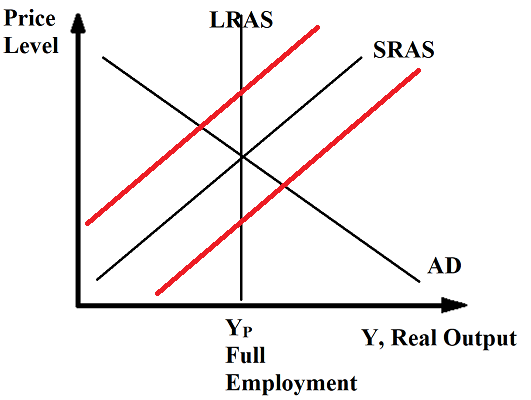 Price
Level
LRAS
SRAS
AD
Y, Real Output
YP
Full
Employment